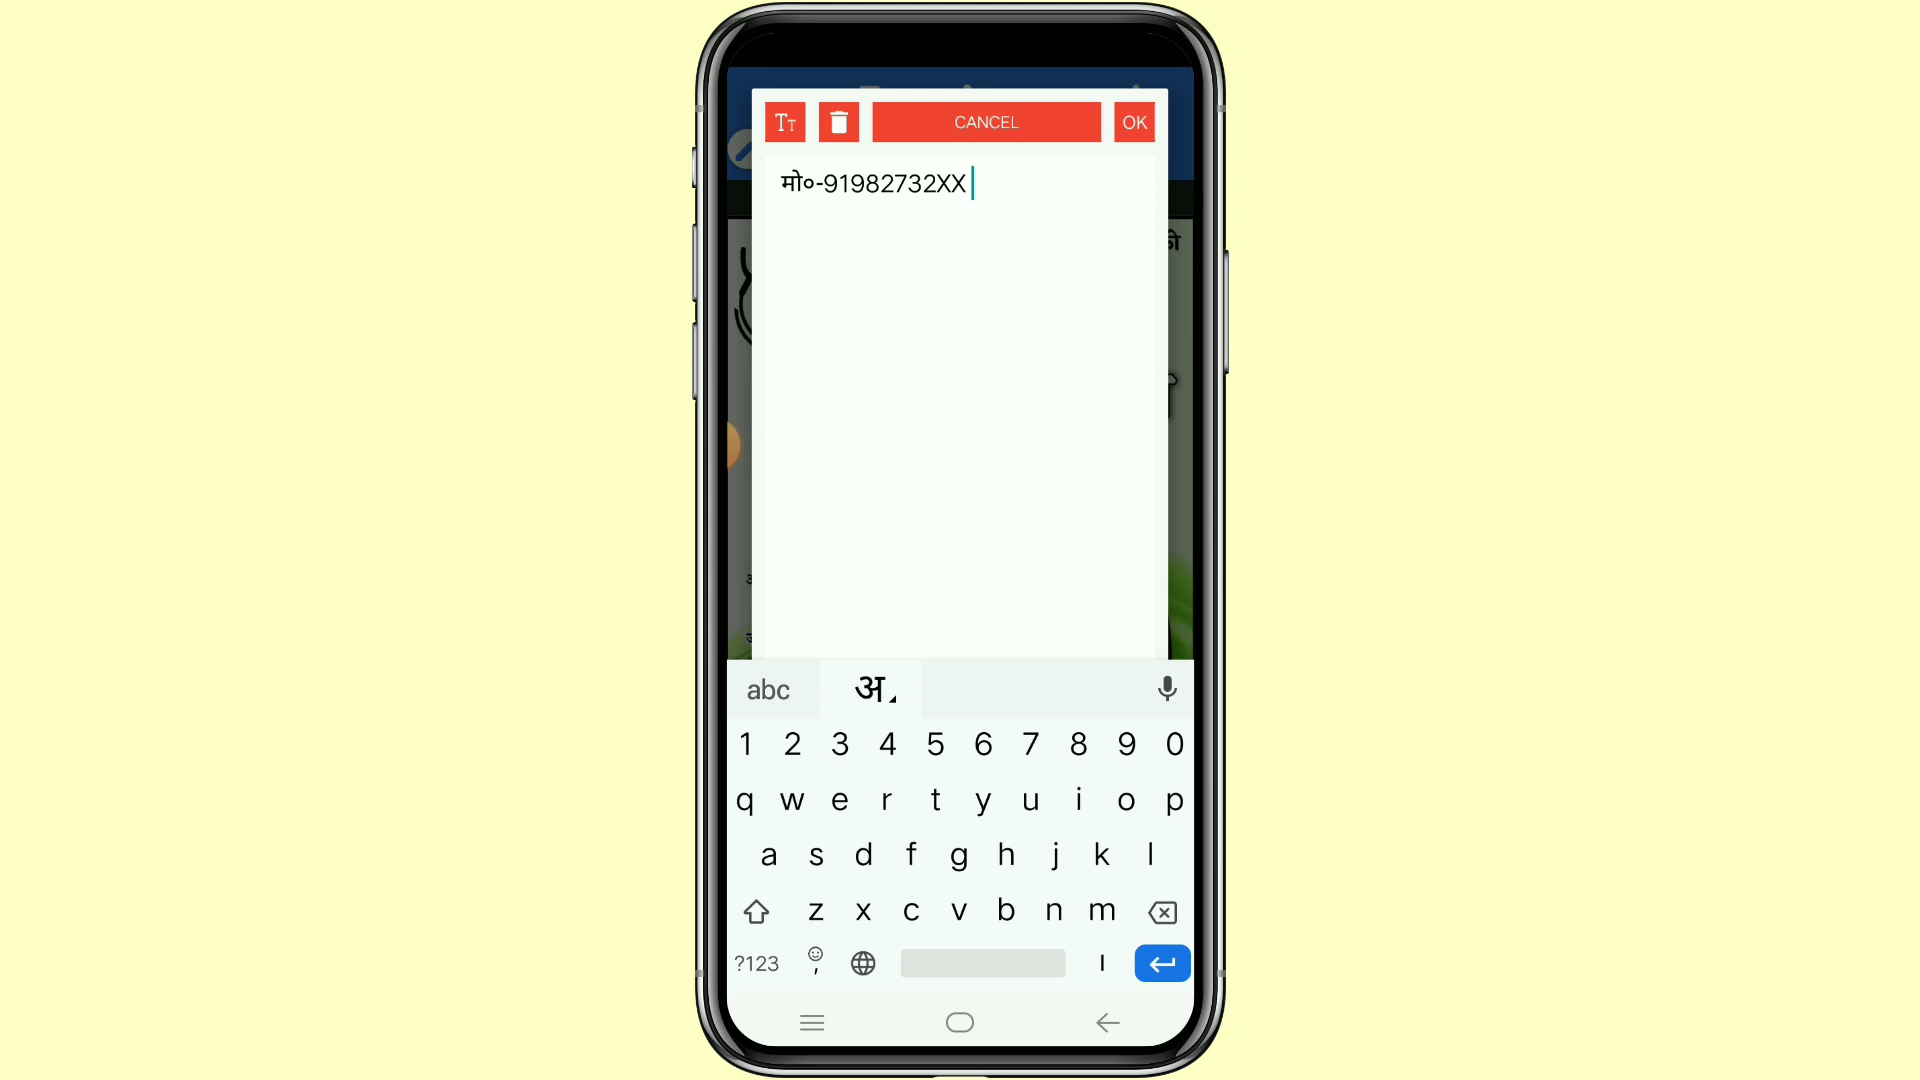 Tт CANCEL OK
मो०-91982732XX
abc अ
1 2 3 4 5 6 7 8 9 0
q w e r t y u i o p
a s d f g h j k l
z x c v b n m
?123 , ।